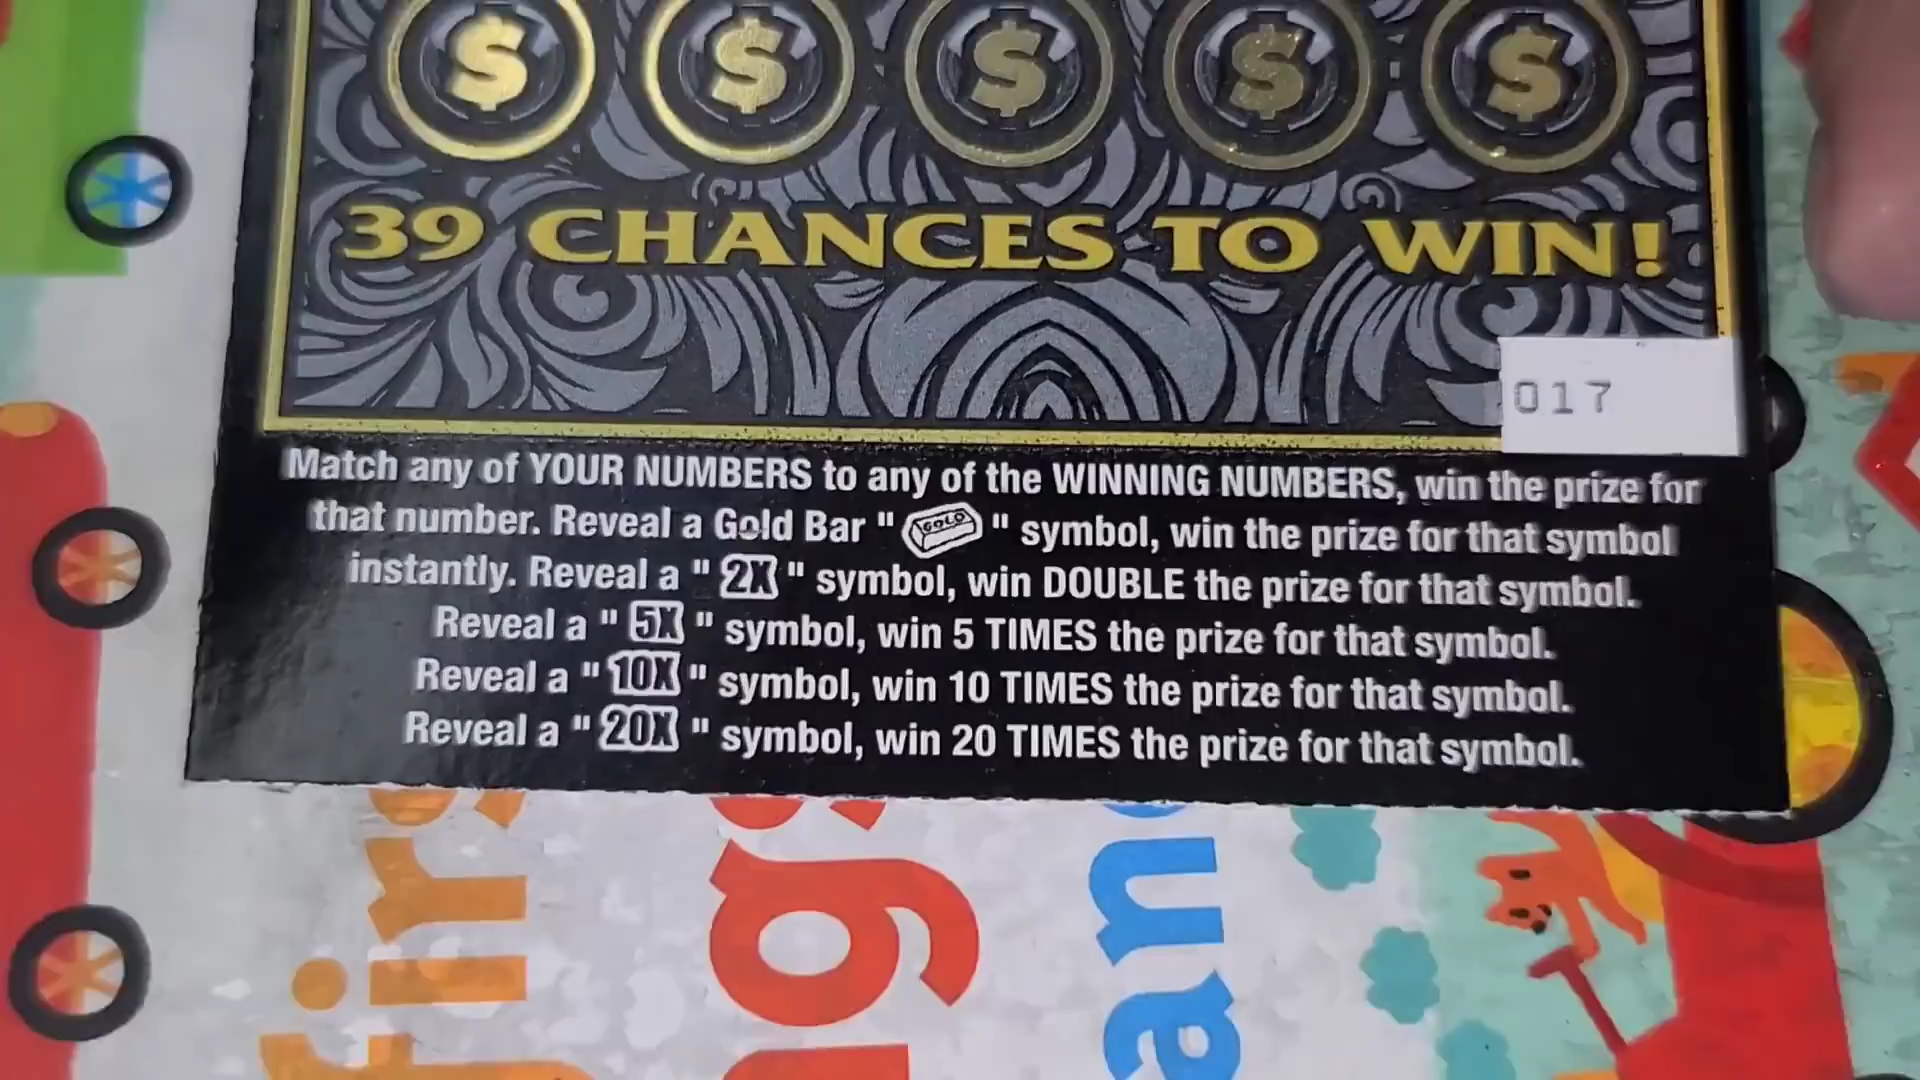 $ $ $ $ $
39 CHANCES TO WIN!
017
Match any of YOUR NUMBERS to any of the WINNING NUMBERS, win the prize for
that number. Reveal a Gold Bar " GOLD " symbol, win the prize for that symbol
instantly. Reveal a " 2X " symbol, win DOUBLE the prize for that symbol.
Reveal a " 5X " symbol, win 5 TIMES the prize for that symbol.
Reveal a " 10X " symbol, win 10 TIMES the prize for that symbol.
Reveal a " 20X " symbol, win 20 TIMES the prize for that symbol.